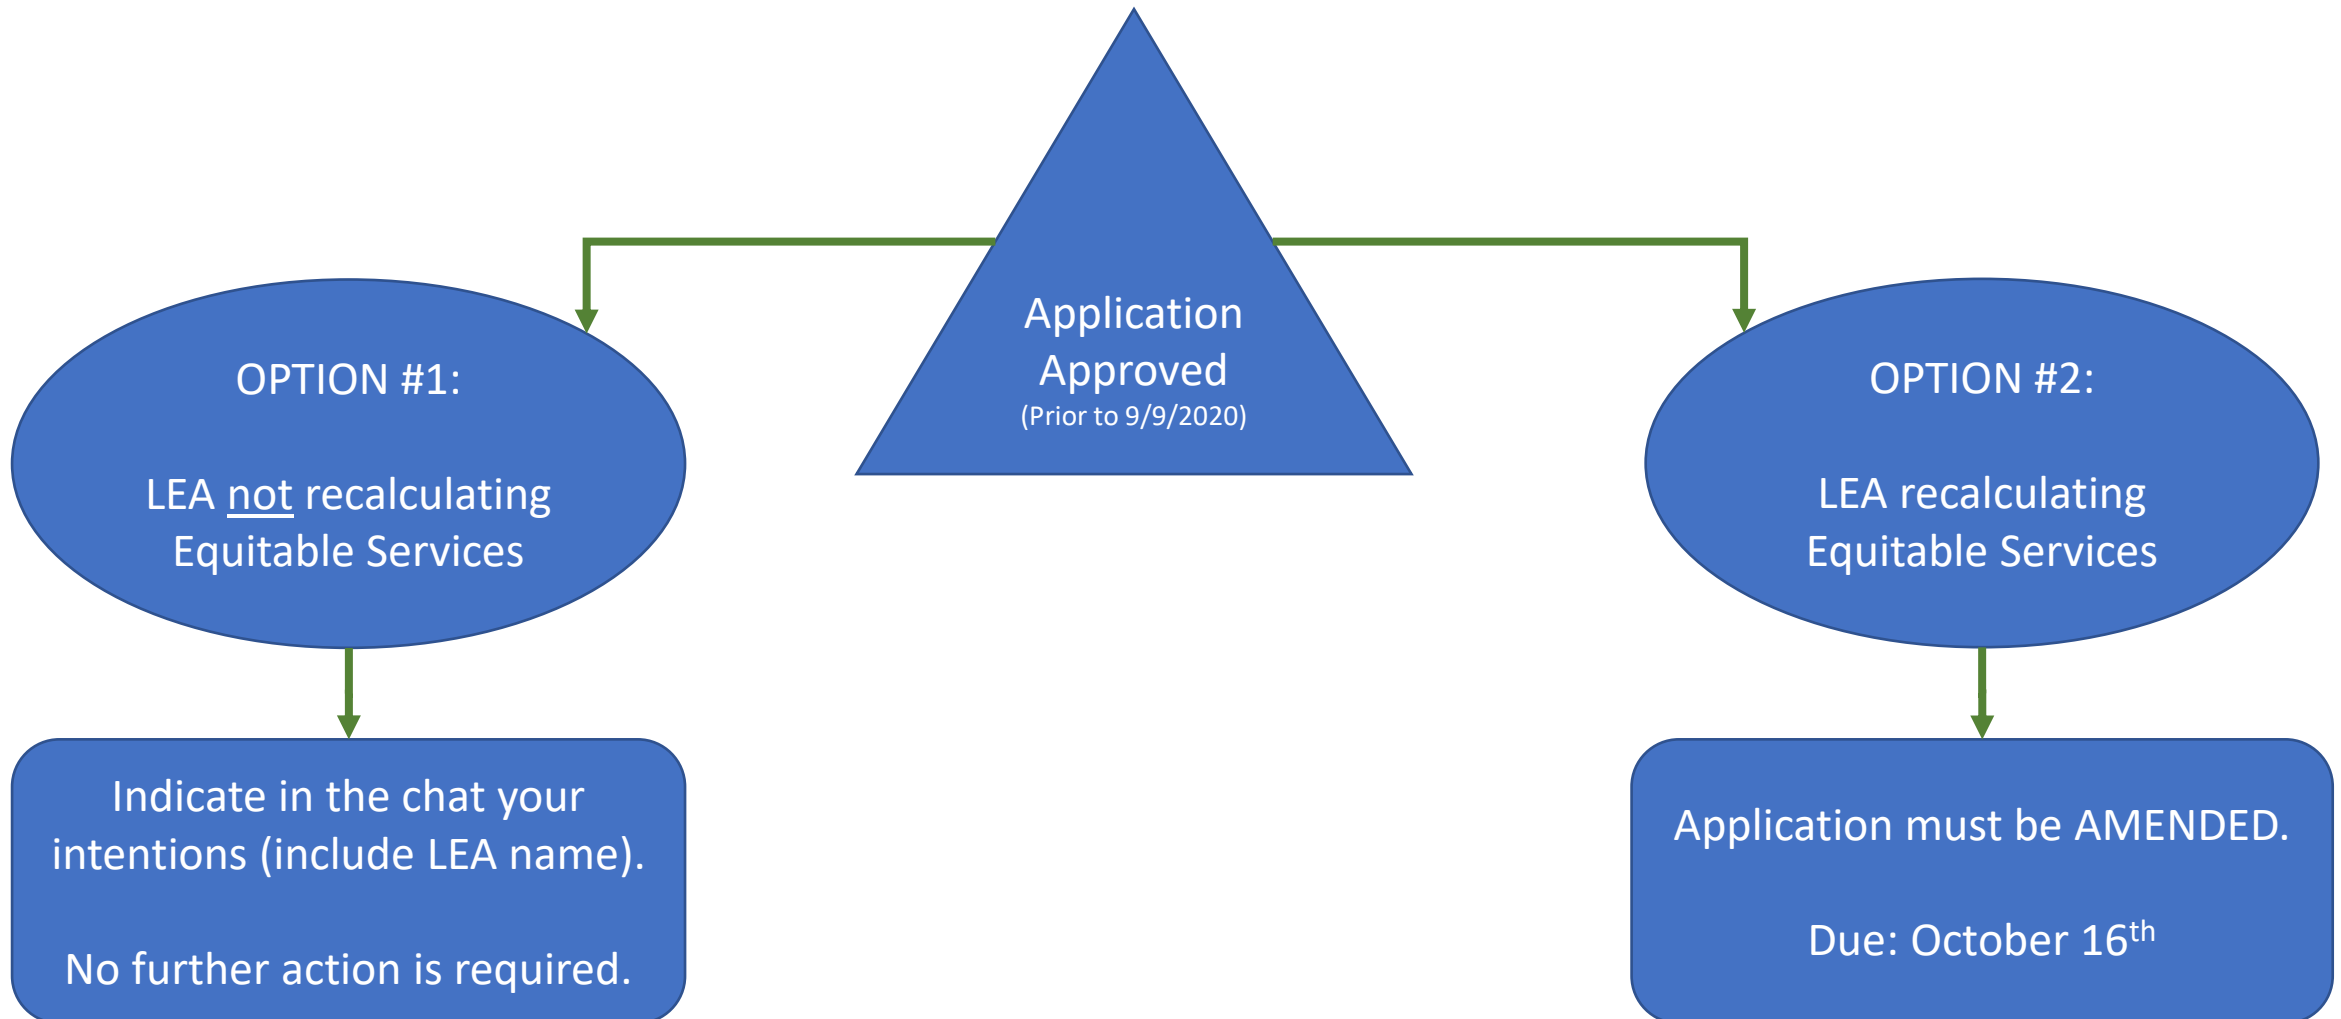 Application
Approved
(Prior to 9/9/2020)
OPTION #1:
LEA not recalculating
Equitable Services
OPTION #2:
LEA recalculating
Equitable Services
Indicate in the chat your
intentions (include LEA name).
No further action is required.
Application must be AMENDED.
Due: October 16th